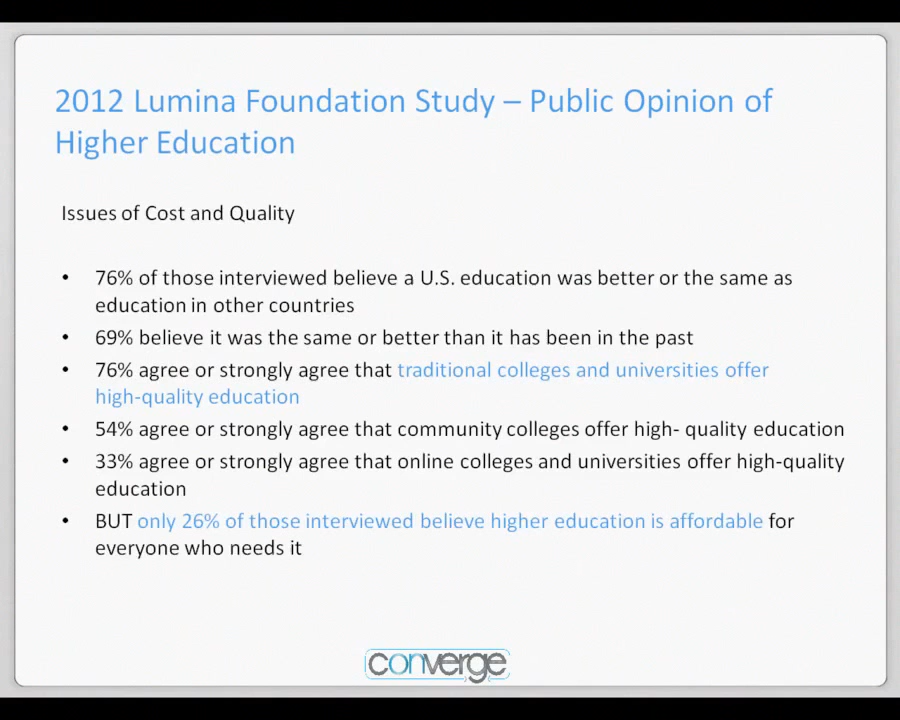 2012 Lumina Foundation Study – Public Opinion of
Higher Education
Issues of Cost and Quality
• 76% of those interviewed believe a U.S. education was better or the same as
education in other countries
• 69% believe it was the same or better than it has been in the past
• 76% agree or strongly agree that traditional colleges and universities offer
high-quality education
• 54% agree or strongly agree that community colleges offer high- quality education
• 33% agree or strongly agree that online colleges and universities offer high-quality
education
• BUT only 26% of those interviewed believe higher education is affordable for
everyone who needs it
converge